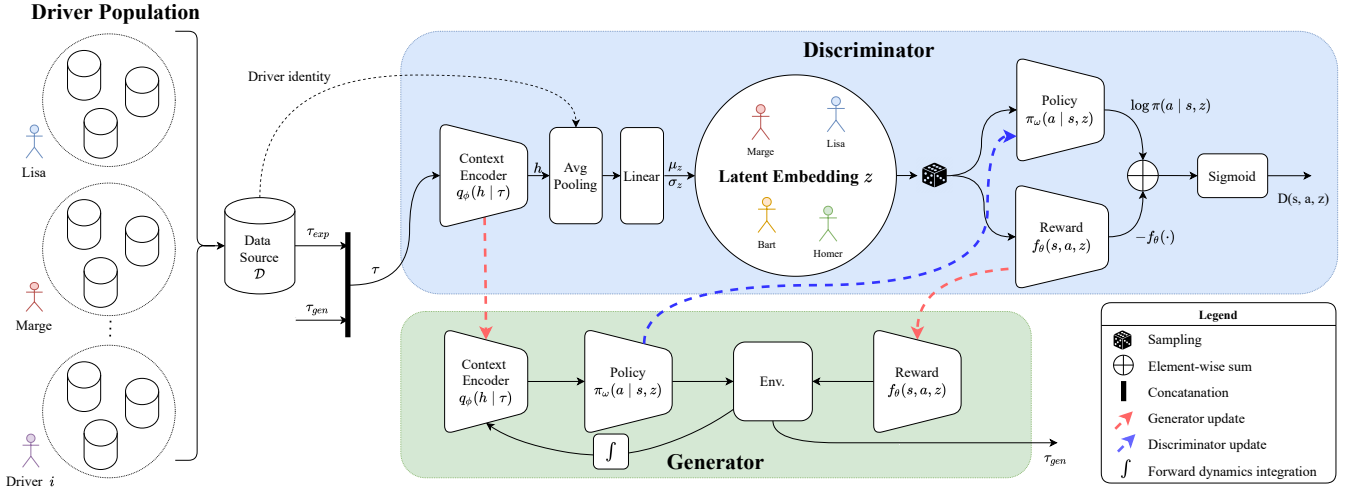 Driver Population
Lisa
Marge
Driver i
Driver identity
Data
Source
𝒟
τ_exp
τ_gen
τ
Discriminator
Context
Encoder
q_ϕ(h | τ)
h
Avg
Pooling
Linear
μ_z
σ_z
Marge
Lisa
Latent Embedding z
Bart
Homer
Policy
π_ω(a | s, z)
log π(a | s, z)
Reward
f_θ(s, a, z)
−f_θ(·)
Sigmoid
D(s, a, z)
Context
Encoder
q_ϕ(h | τ)
Policy
π_ω(a | s, z)
Env.
Reward
f_θ(s, a, z)
∫
Generator
τ_gen
Legend
Sampling
Element-wise sum
Concatanation
Generator update
Discriminator update
∫ Forward dynamics integration